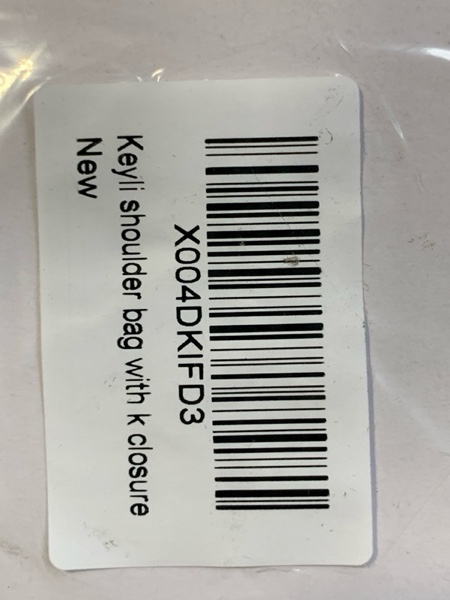 X004DKIFD3
Keyli shoulder bag with k closure
New